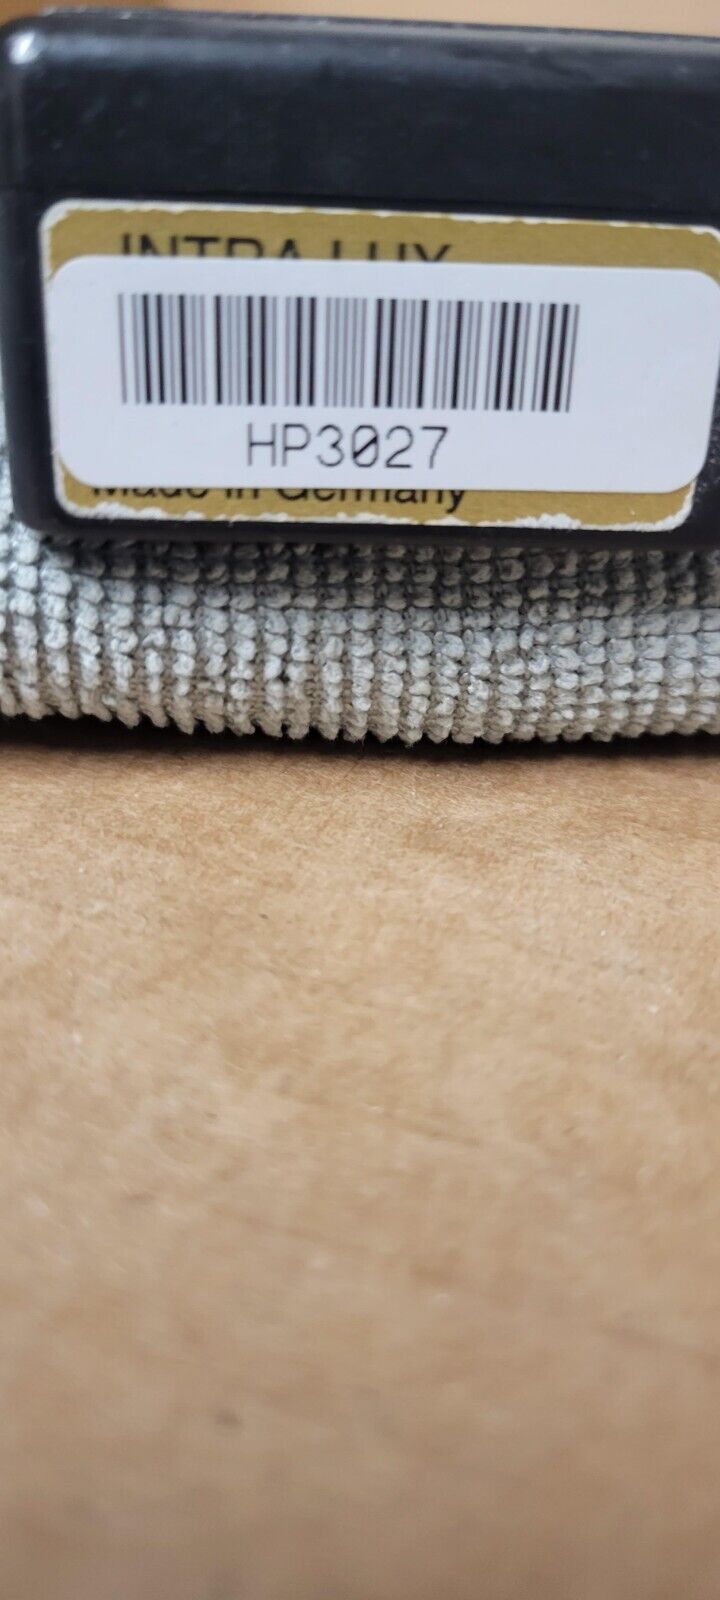 INTRA LUX
HP3027
Made in Germany